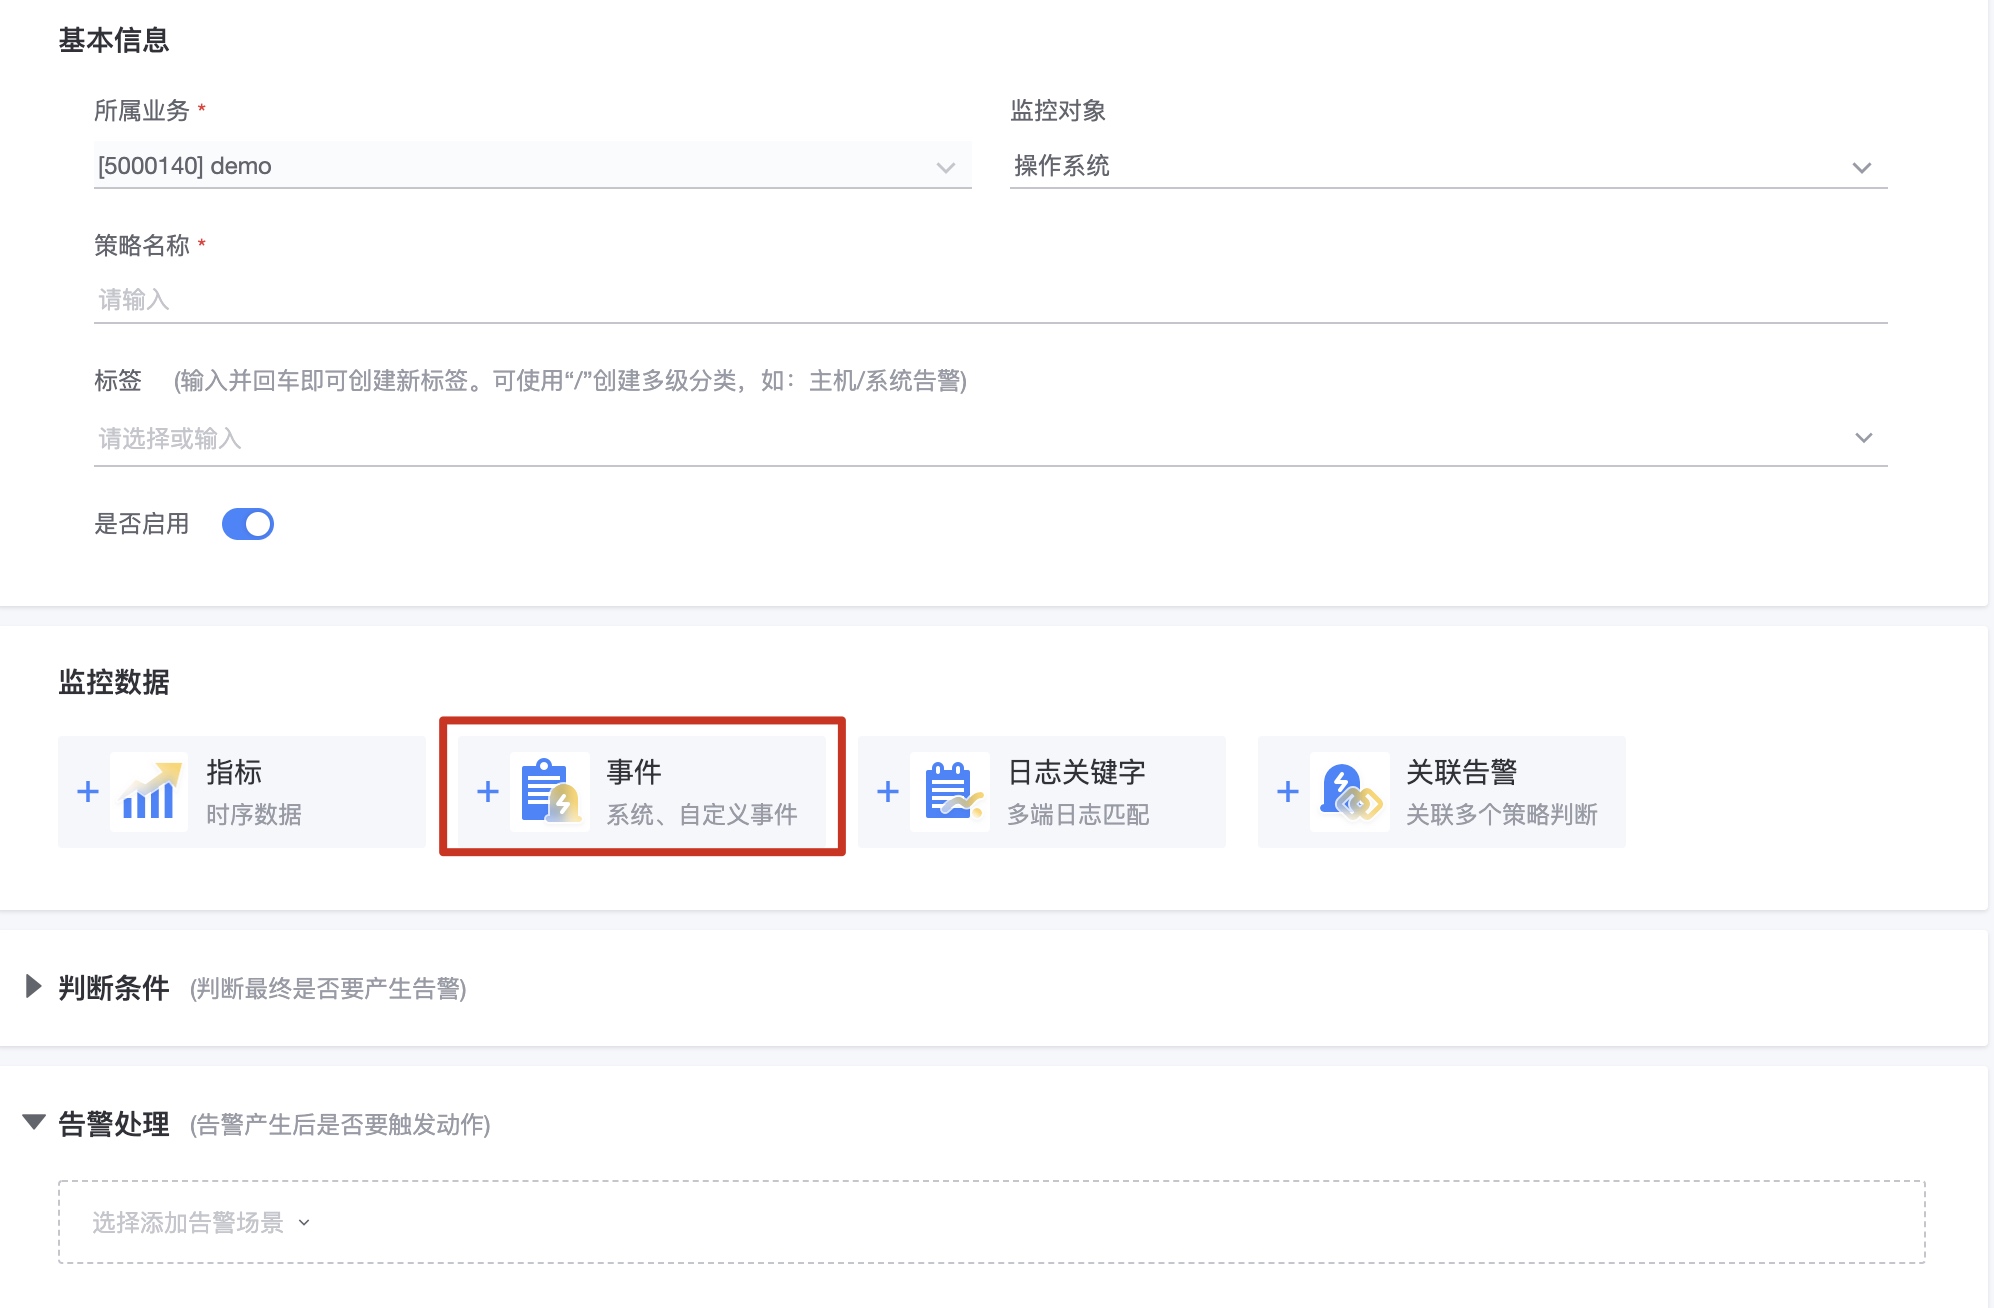 基本信息
所属业务 *
监控对象
[5000140] demo
操作系统
策略名称 *
请输入
标签 (输入并回车即可创建新标签。可使用“/”创建多级分类，如：主机/系统告警)
请选择或输入
是否启用
监控数据
指标
时序数据
事件
系统、自定义事件
日志关键字
多端日志匹配
关联告警
关联多个策略判断
判断条件 (判断最终是否要产生告警)
告警处理 (告警产生后是否要触发动作)
选择添加告警场景